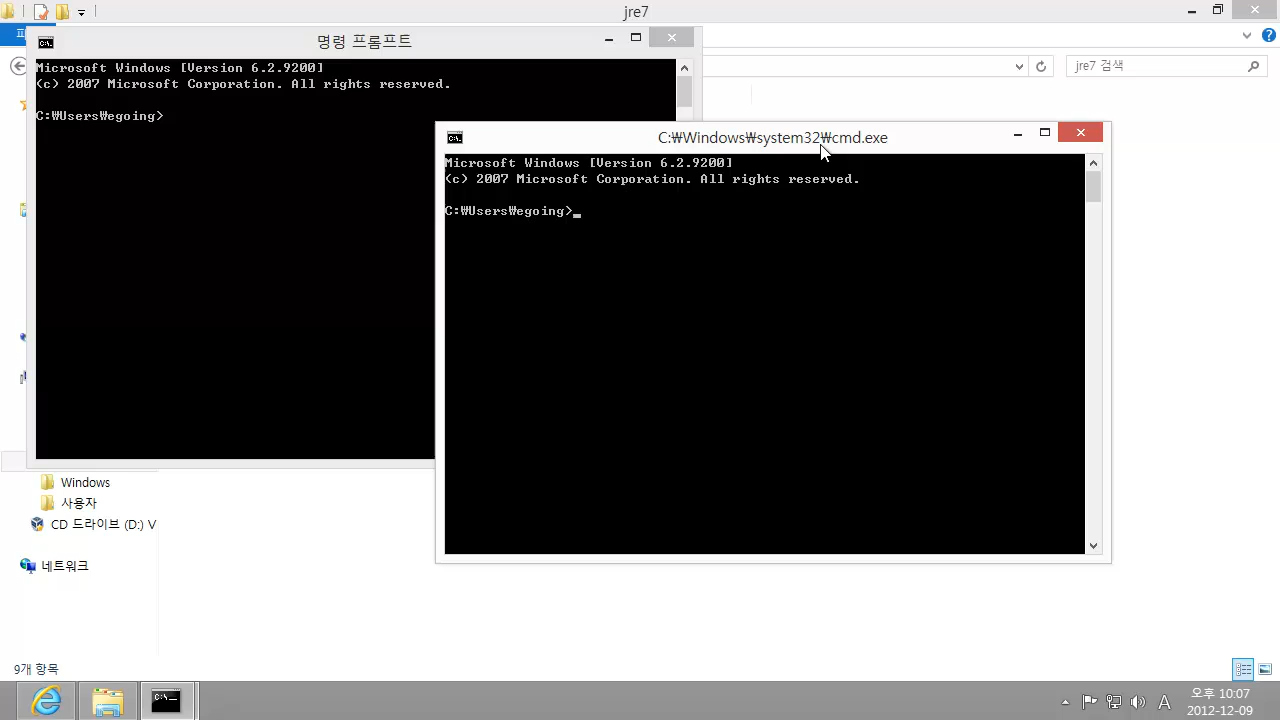 jre7
파
명령 프롬프트
Microsoft Windows [Version 6.2.9200]
(c) 2007 Microsoft Corporation. All rights reserved.
C:₩Users₩egoing>
jre7 검색
C:₩Windows₩system32₩cmd.exe
Microsoft Windows [Version 6.2.9200]
(c) 2007 Microsoft Corporation. All rights reserved.
C:₩Users₩egoing>
Windows
사용자
CD 드라이브 (D:) V
네트워크
9개 항목
A
오후 10:07
2012-12-09